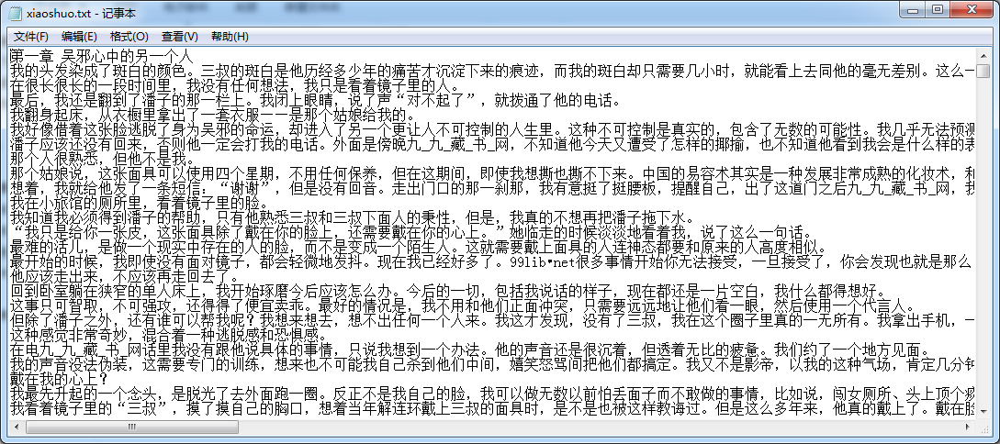 xiaoshuo.txt - 记事本
文件(F) 编辑(E) 格式(O) 查看(V) 帮助(H)
第一章 吴邪心中的另一个人
我的头发染成了斑白的颜色。三叔的斑白是他历经多少年的痛苦才沉淀下来的痕迹，而我的斑白却只需要几小时，就能看上去同他的毫无差别。这么一
在很长很长的一段时间里，我没有任何想法，我只是看着镜子里的人。
最后，我还是翻到了潘子的那一栏上。我闭上眼睛，说了声“对不起了”，就拨通了他的电话。
我翻身起床，从衣橱里拿出了一套衣服——是那个姑娘给我的。
我好像借着这张脸逃脱了身为吴邪的命运，却进入了另一个更让人不可控制的人生里。这种不可控制是真实的，包含了无数的可能性。我几乎无法预测
潘子应该还没有回来，否则他一定会打我的电话。外面是傍晚九_九_藏_书_网，不知道他今天又遭受了怎样的揶揄，也不知道他看到我会是什么样的表
那个人很熟悉，但他不是我。
那个姑娘说，这张面具可以使用四个星期，不用任何保养，但在这期间，即使我想撕也撕不下来。中国的易容术其实是一种发展非常成熟的化妆术，和
想着，我就给他发了一条短信：“谢谢”，但是没有回音。走出门口的那一刹那，我有意挺了挺腰板，提醒自己，出了这道门之后九_九_藏_书_网，我
我在小旅馆的厕所里，看着镜子里的脸。
我知道我必须得到潘子的帮助，只有他熟悉三叔和三叔下面人的秉性，但是，我真的不想再把潘子拖下水。
“我只是给你一张皮，这张面具除了戴在你的脸上，还需要戴在你的心上。”她临走的时候淡淡地看着我，说了这么一句话。
最难的活儿，是做一个现实中存在的人的脸，而不是变成一个陌生人。这就需要戴上面具的人连神态都要和原来的人高度相似。
最开始的时候，我即使没有面对镜子，都会轻微地发抖。现在我已经好多了。99lib•net很多事情开始你无法接受，一旦接受了，你会发现也就是那么
他应该走出来，不应该再走回去了。
回到卧室躺在狭窄的单人床上，我开始琢磨今后应该怎么办。今后的一切，包括我说话的样子，现在都还是一片空白，我什么都得想好。
这事只可智取，不可强攻，还得得了便宜卖乖。最好的情况是，我不用和他们正面冲突，只需要远远地让他们看一眼，然后使用一个代言人。
但除了潘子之外，还有谁可以帮我呢？我想来想去，想不出任何一个人来。我这才发现，没有了三叔，我在这个圈子里真的一无所有。我拿出手机，一
这种感觉非常奇妙，混合着一种逃脱感和恐惧感。
在电九_九_藏_书_网话里我没有跟他说具体的事情，只说我想到一个办法。他的声音还是很沉着，但透着无比的疲惫。我们约了一个地方见面。
我的声音没法伪装，这需要专门的训练，想来也不可能我自己杀到他们中间，嬉笑怒骂间把他们都搞定。我又不是影帝，以我的这种气场，肯定几分钟
戴在我的心上？
我最先升起的一个念头，是脱光了去外面跑一圈。反正不是我自己的脸，我可以做无数以前怕丢面子而不敢做的事情，比如说，闯女厕所、头上顶个痰
我看着镜子里的“三叔”，摸了摸自己的胸口，想着当年解连环戴上三叔的面具时，是不是也被这样教诲过。但是这么多年来，他真的戴上了。戴在脸